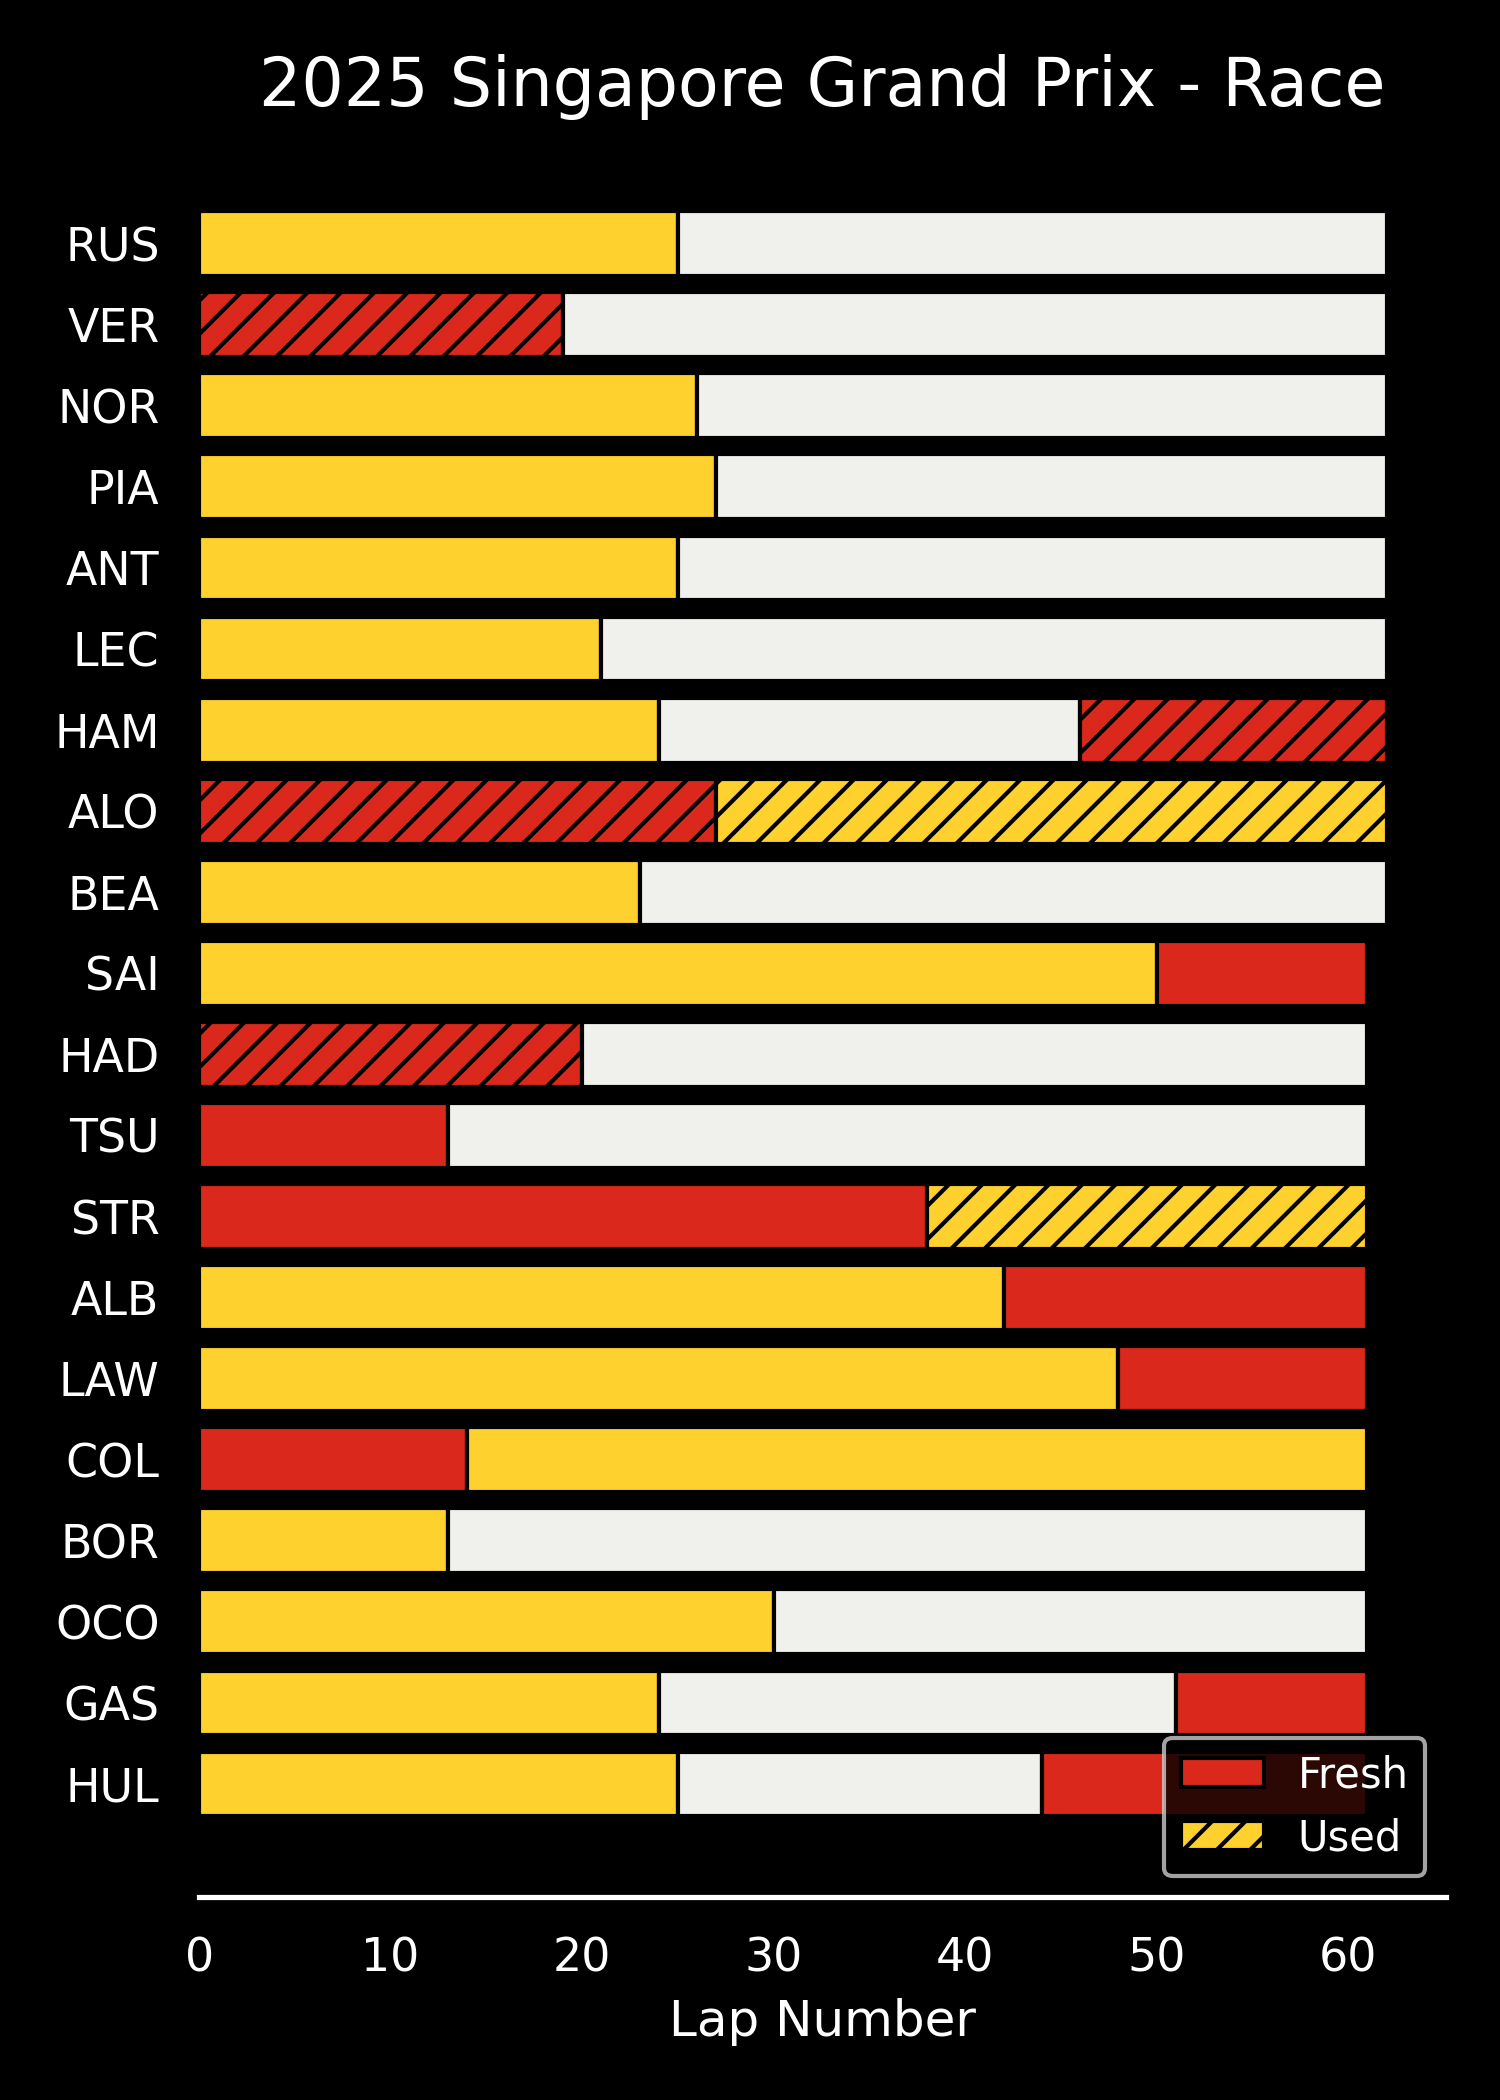 2025 Singapore Grand Prix - Race
RUS
VER
NOR
PIA
ANT
LEC
HAM
ALO
BEA
SAI
HAD
TSU
STR
ALB
LAW
COL
BOR
OCO
GAS
HUL
Fresh
Used
0 10 20 30 40 50 60
Lap Number